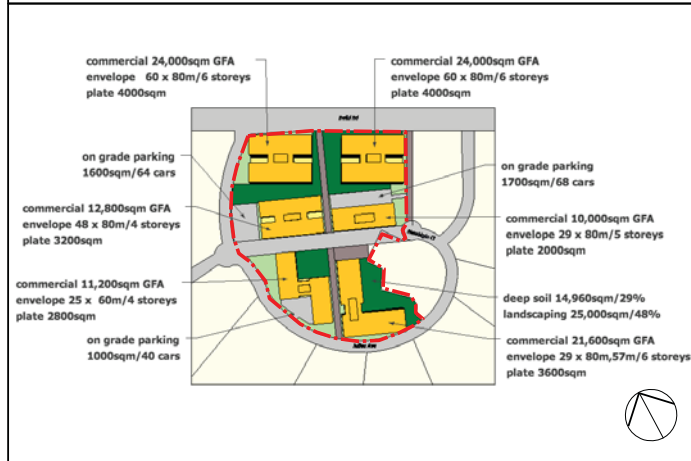 commercial 24,000sqm GFA
envelope 60 x 80m/6 storeys
plate 4000sqm
commercial 24,000sqm GFA
envelope 60 x 80m/6 storeys
plate 4000sqm
on grade parking
1600sqm/64 cars
on grade parking
1700sqm/68 cars
commercial 12,800sqm GFA
envelope 48 x 80m/4 storeys
plate 3200sqm
commercial 10,000sqm GFA
envelope 29 x 80m/5 storeys
plate 2000sqm
commercial 11,200sqm GFA
envelope 25 x 60m/4 storeys
plate 2800sqm
deep soil 14,960sqm/29%
landscaping 25,000sqm/48%
on grade parking
1000sqm/40 cars
commercial 21,600sqm GFA
envelope 29 x 80m,57m/6 storeys
plate 3600sqm